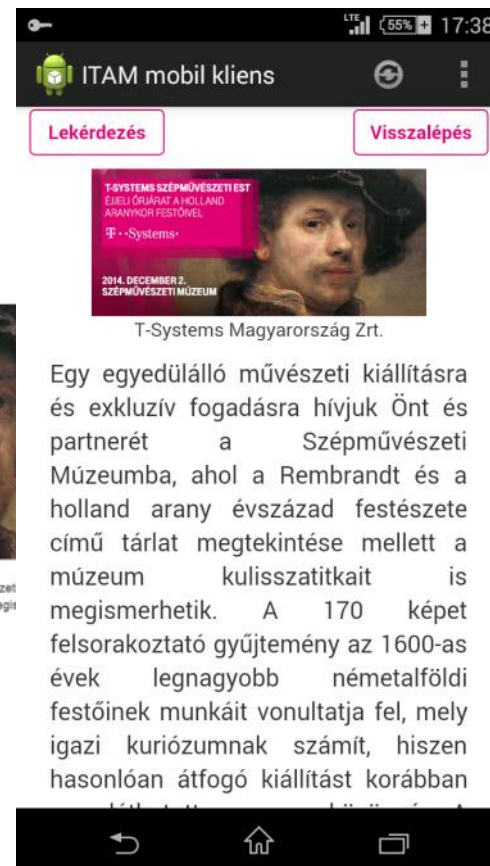 LTE 55% 17:38
ITAM mobil kliens
Lekérdezés Visszalépés
T-SYSTEMS SZÉPMŰVÉSZETI EST
ÉJJELI ŐRJÁRAT A HOLLAND
ARANYKOR FESTŐIVEL
T · · Systems ·
2014. DECEMBER 2.
SZÉPMŰVÉSZETI MÚZEUM
T-Systems Magyarország Zrt.
Egy egyedülálló művészeti kiállításra
és exkluzív fogadásra hívjuk Önt és
partnerét a Szépművészeti
Múzeumba, ahol a Rembrandt és a
holland arany évszázad festészete
című tárlat megtekintése mellett a
múzeum kulisszatitkait is
megismerhetik. A 170 képet
felsorakoztató gyűjtemény az 1600-as
évek legnagyobb németalföldi
festőinek munkáit vonultatja fel, mely
igazi kuriózumnak számít, hiszen
hasonlóan átfogó kiállítást korábban